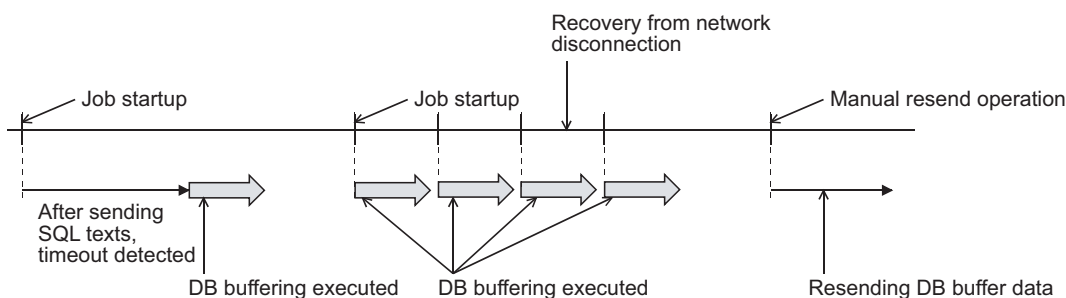 Recovery from network
disconnection
Job startup
Job startup
Manual resend operation
After sending
SQL texts,
timeout detected
DB buffering executed
DB buffering executed
Resending DB buffer data